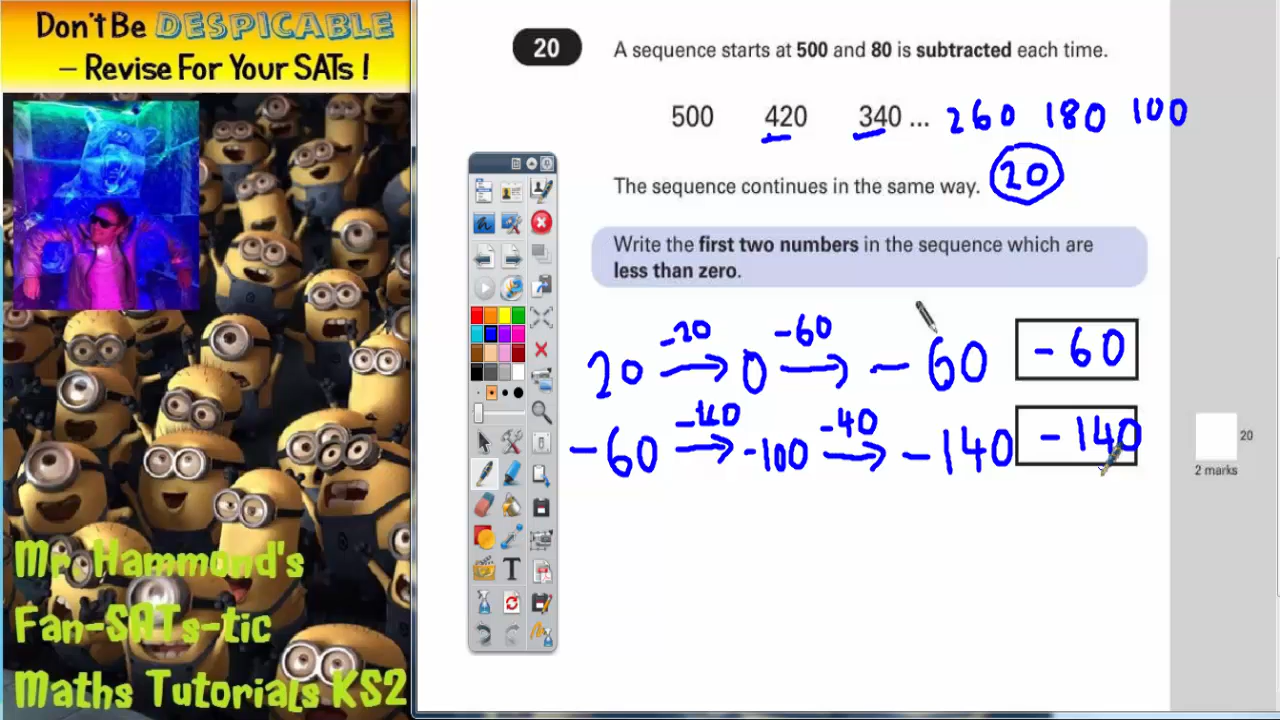 Don't Be DESPICABLE
– Revise For Your SATs !
Mr. Hammond's
Fan-SATs-tic
Maths Tutorials KS2
20 A sequence starts at 500 and 80 is subtracted each time.
500 420 340 ... 260 180 100
The sequence continues in the same way. 20
Write the first two numbers in the sequence which are
less than zero.
-20 -60
20 → 0 → - 60 - 60
-40 -40
-60 → -100 → -140 - 140
20
2 marks
T